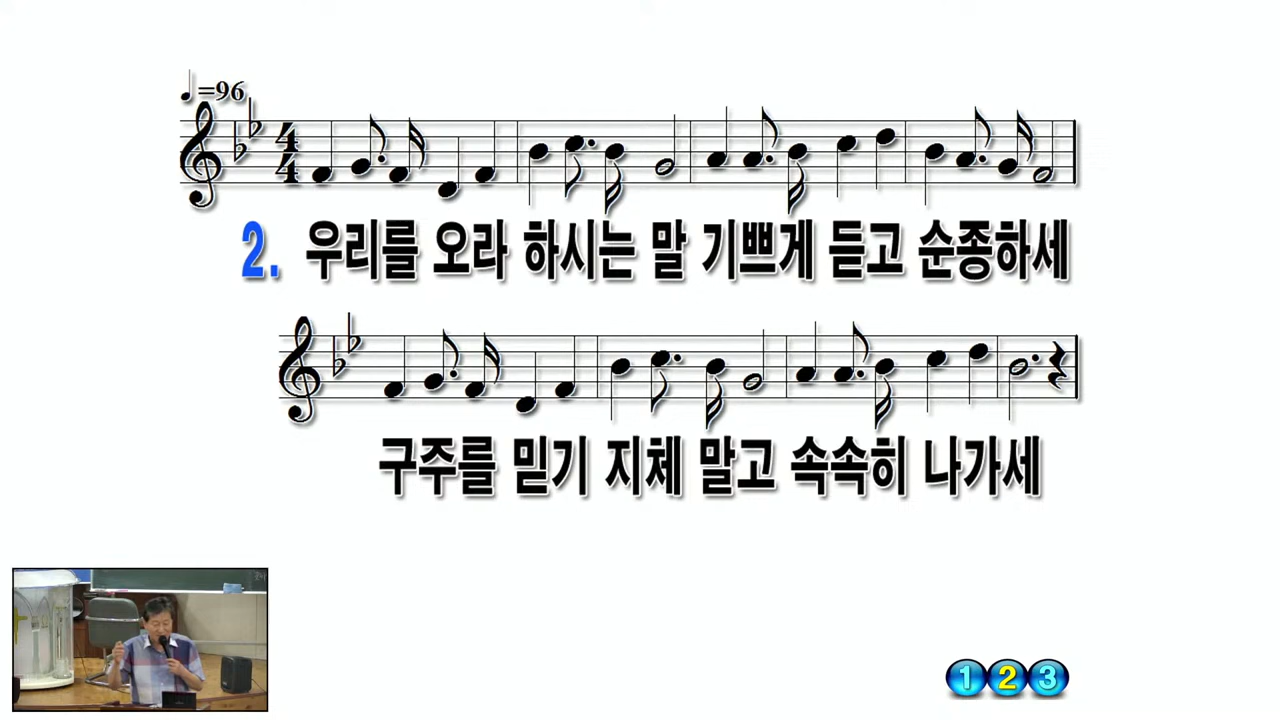 =96
2. 우리를 오라 하시는 말 기쁘게 듣고 순종하세
구주를 믿기 지체 말고 속속히 나가세
1 2 3